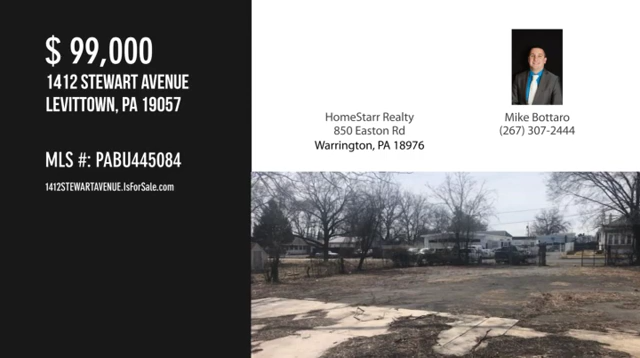 $ 99,000
1412 STEWART AVENUE
LEVITTOWN, PA 19057
MLS #: PABU445084
1412STEWARTAVENUE.IsForSale.com
HomeStarr Realty
850 Easton Rd
Warrington, PA 18976
Mike Bottaro
(267) 307-2444